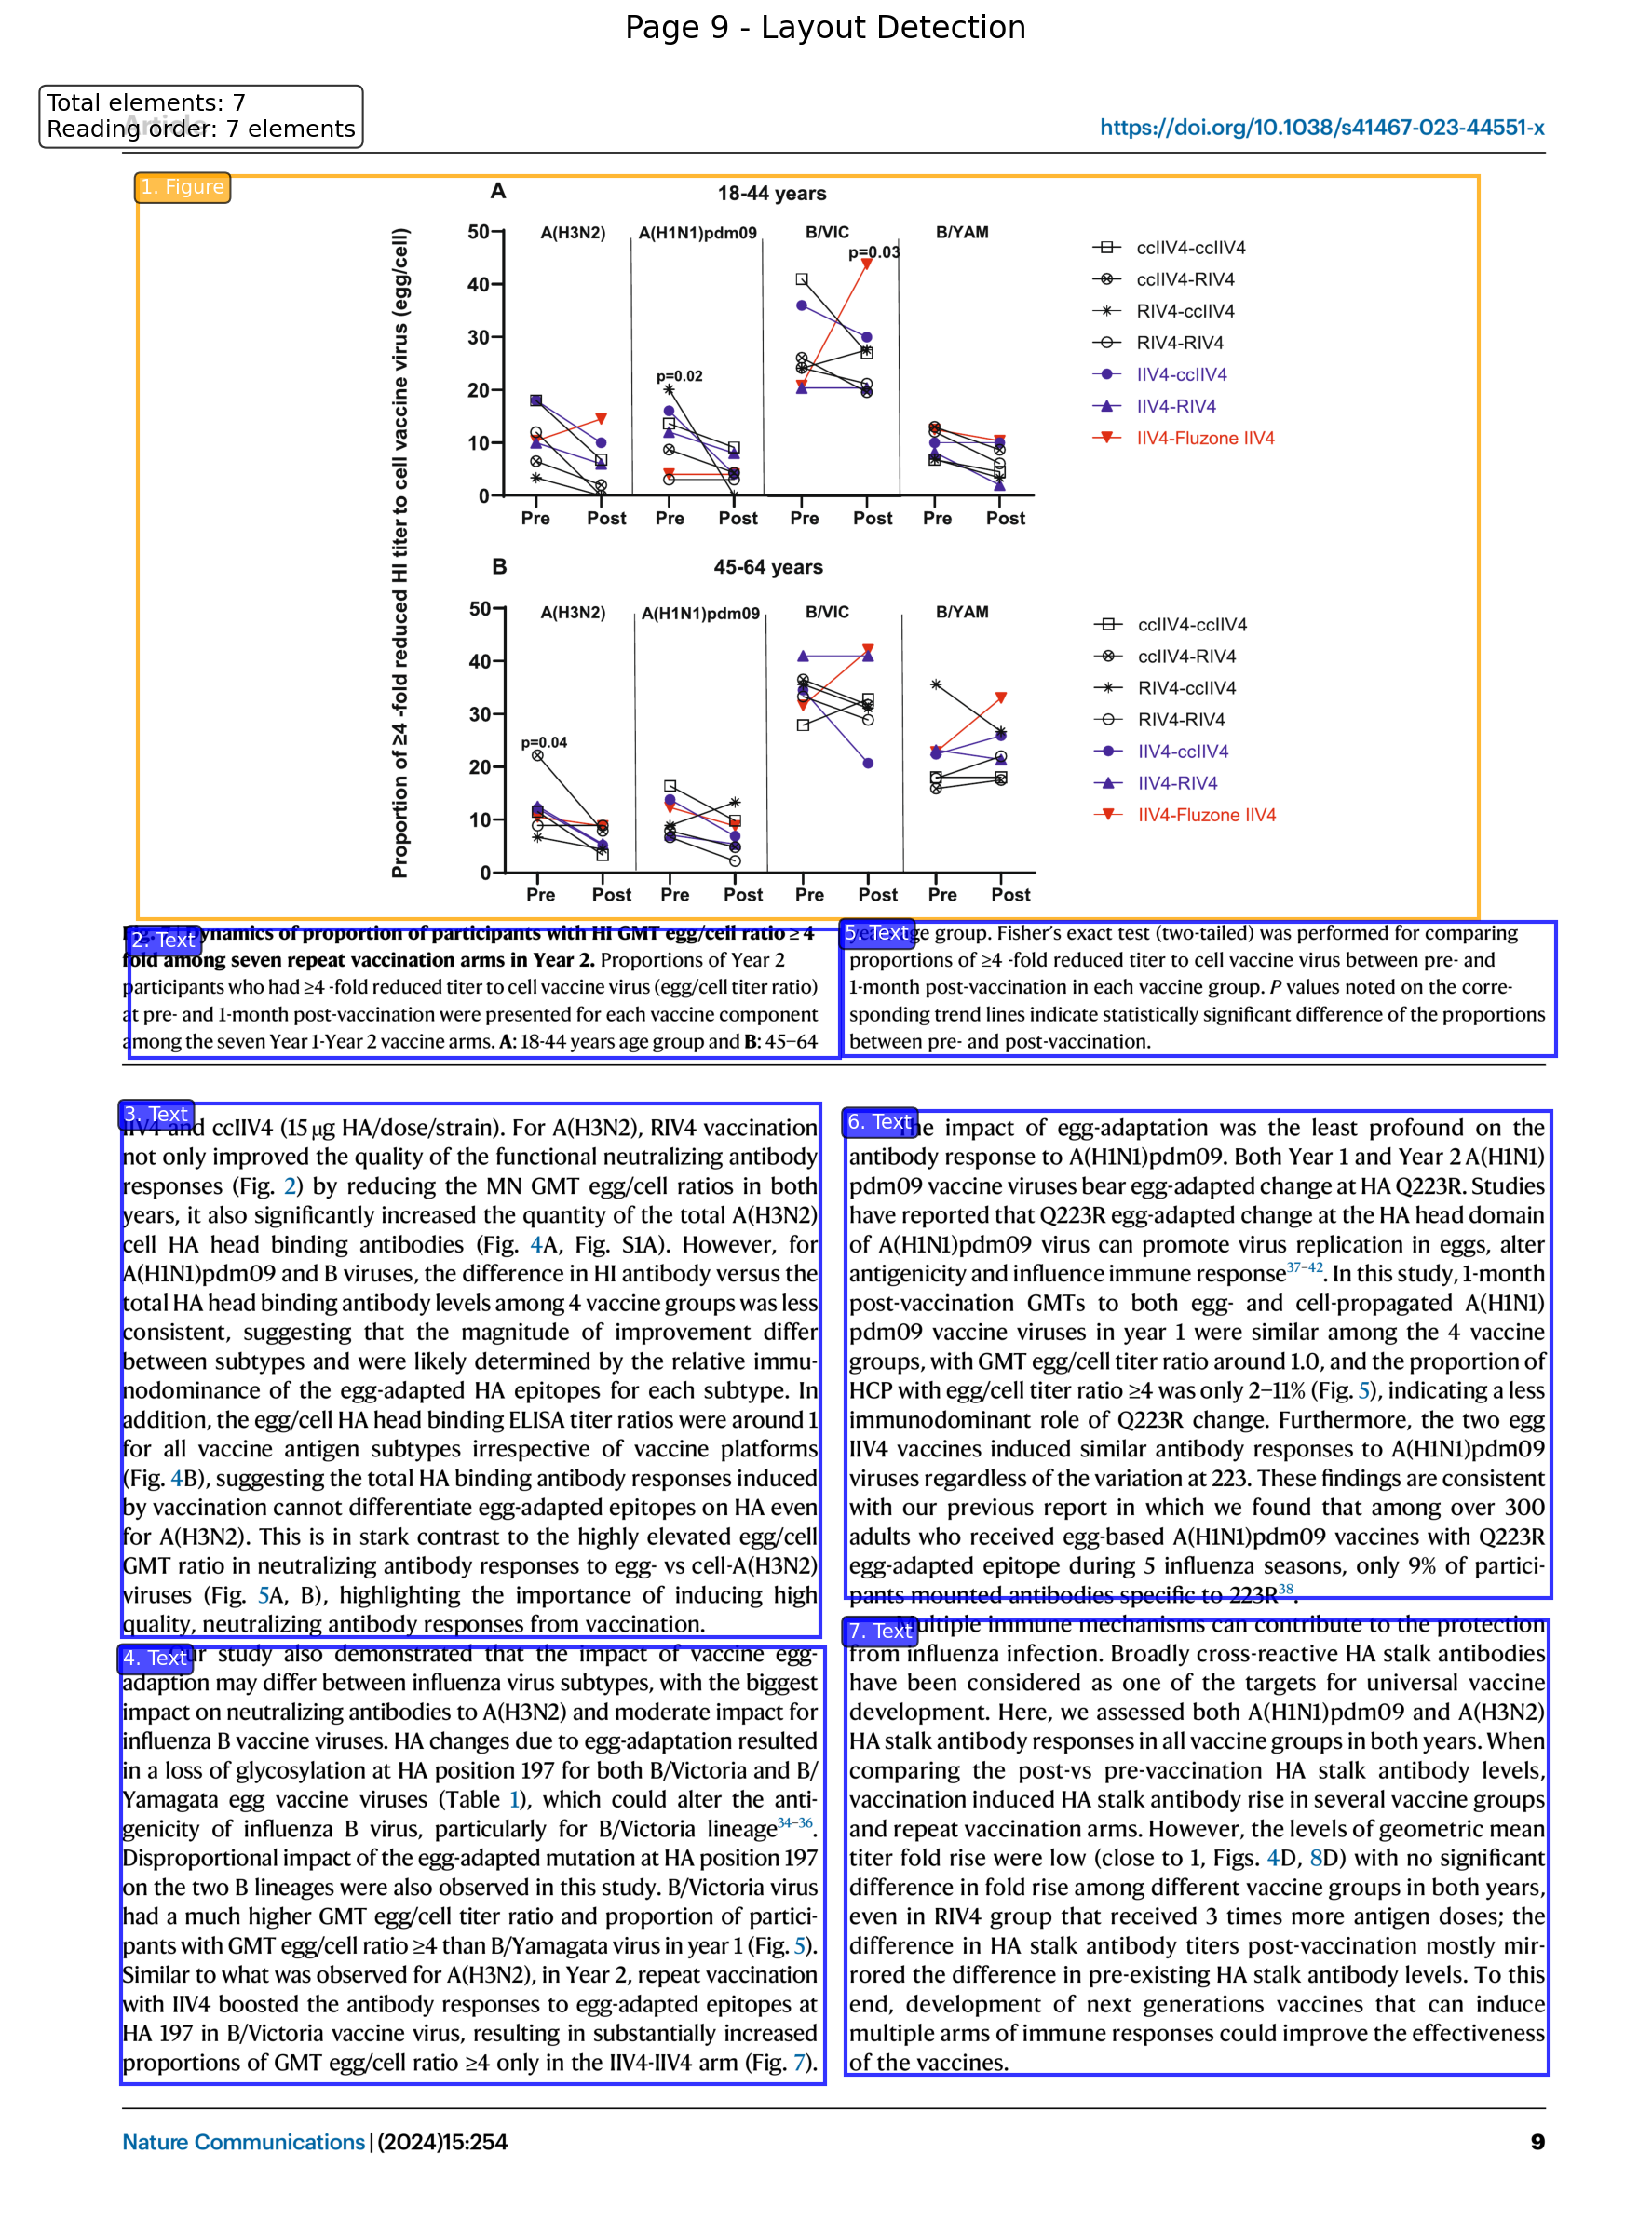 Page 9 - Layout Detection
Total elements: 7
Reading order: 7 elements
Article
https://doi.org/10.1038/s41467-023-44551-x
1. Figure
Proportion of ≥4 -fold reduced HI titer to cell vaccine virus (egg/cell)
A
18-44 years
A(H3N2)
A(H1N1)pdm09
B/VIC
B/YAM
50
40
30
20
10
0
p=0.02
p=0.03
Pre Post Pre Post Pre Post Pre Post
ccIIV4-ccIIV4
ccIIV4-RIV4
RIV4-ccIIV4
RIV4-RIV4
IIV4-ccIIV4
IIV4-RIV4
IIV4-Fluzone IIV4
B
45-64 years
A(H3N2)
A(H1N1)pdm09
B/VIC
B/YAM
50
40
30
20
10
0
p=0.04
Pre Post Pre Post Pre Post Pre Post
ccIIV4-ccIIV4
ccIIV4-RIV4
RIV4-ccIIV4
RIV4-RIV4
IIV4-ccIIV4
IIV4-RIV4
IIV4-Fluzone IIV4
2. Text
Dynamics of proportion of participants with HI GMT egg/cell ratio ≥ 4
fold among seven repeat vaccination arms in Year 2. Proportions of Year 2
participants who had ≥4 -fold reduced titer to cell vaccine virus (egg/cell titer ratio)
at pre- and 1-month post-vaccination were presented for each vaccine component
among the seven Year 1-Year 2 vaccine arms. A: 18-44 years age group and B: 45–64
3. Text
IIV4 and ccIIV4 (15 μg HA/dose/strain). For A(H3N2), RIV4 vaccination
not only improved the quality of the functional neutralizing antibody
responses (Fig. 2) by reducing the MN GMT egg/cell ratios in both
years, it also significantly increased the quantity of the total A(H3N2)
cell HA head binding antibodies (Fig. 4A, Fig. S1A). However, for
A(H1N1)pdm09 and B viruses, the difference in HI antibody versus the
total HA head binding antibody levels among 4 vaccine groups was less
consistent, suggesting that the magnitude of improvement differ
between subtypes and were likely determined by the relative immu-
nodominance of the egg-adapted HA epitopes for each subtype. In
addition, the egg/cell HA head binding ELISA titer ratios were around 1
for all vaccine antigen subtypes irrespective of vaccine platforms
(Fig. 4B), suggesting the total HA binding antibody responses induced
by vaccination cannot differentiate egg-adapted epitopes on HA even
for A(H3N2). This is in stark contrast to the highly elevated egg/cell
GMT ratio in neutralizing antibody responses to egg- vs cell-A(H3N2)
viruses (Fig. 5A, B), highlighting the importance of inducing high
quality, neutralizing antibody responses from vaccination.
4. Text
Our study also demonstrated that the impact of vaccine egg-
adaption may differ between influenza virus subtypes, with the biggest
impact on neutralizing antibodies to A(H3N2) and moderate impact for
influenza B vaccine viruses. HA changes due to egg-adaptation resulted
in a loss of glycosylation at HA position 197 for both B/Victoria and B/
Yamagata egg vaccine viruses (Table 1), which could alter the anti-
genicity of influenza B virus, particularly for B/Victoria lineage34–36.
Disproportional impact of the egg-adapted mutation at HA position 197
on the two B lineages were also observed in this study. B/Victoria virus
had a much higher GMT egg/cell titer ratio and proportion of partici-
pants with GMT egg/cell ratio ≥4 than B/Yamagata virus in year 1 (Fig. 5).
Similar to what was observed for A(H3N2), in Year 2, repeat vaccination
with IIV4 boosted the antibody responses to egg-adapted epitopes at
HA 197 in B/Victoria vaccine virus, resulting in substantially increased
proportions of GMT egg/cell ratio ≥4 only in the IIV4-IIV4 arm (Fig. 7).
5. Text
age group. Fisher's exact test (two-tailed) was performed for comparing
proportions of ≥4 -fold reduced titer to cell vaccine virus between pre- and
1-month post-vaccination in each vaccine group. P values noted on the corre-
sponding trend lines indicate statistically significant difference of the proportions
between pre- and post-vaccination.
6. Text
The impact of egg-adaptation was the least profound on the
antibody response to A(H1N1)pdm09. Both Year 1 and Year 2 A(H1N1)
pdm09 vaccine viruses bear egg-adapted change at HA Q223R. Studies
have reported that Q223R egg-adapted change at the HA head domain
of A(H1N1)pdm09 virus can promote virus replication in eggs, alter
antigenicity and influence immune response37–42. In this study, 1-month
post-vaccination GMTs to both egg- and cell-propagated A(H1N1)
pdm09 vaccine viruses in year 1 were similar among the 4 vaccine
groups, with GMT egg/cell titer ratio around 1.0, and the proportion of
HCP with egg/cell titer ratio ≥4 was only 2–11% (Fig. 5), indicating a less
immunodominant role of Q223R change. Furthermore, the two egg
IIV4 vaccines induced similar antibody responses to A(H1N1)pdm09
viruses regardless of the variation at 223. These findings are consistent
with our previous report in which we found that among over 300
adults who received egg-based A(H1N1)pdm09 vaccines with Q223R
egg-adapted epitope during 5 influenza seasons, only 9% of partici-
pants mounted antibodies specific to 223R38.
7. Text
Multiple immune mechanisms can contribute to the protection
from influenza infection. Broadly cross-reactive HA stalk antibodies
have been considered as one of the targets for universal vaccine
development. Here, we assessed both A(H1N1)pdm09 and A(H3N2)
HA stalk antibody responses in all vaccine groups in both years. When
comparing the post-vs pre-vaccination HA stalk antibody levels,
vaccination induced HA stalk antibody rise in several vaccine groups
and repeat vaccination arms. However, the levels of geometric mean
titer fold rise were low (close to 1, Figs. 4D, 8D) with no significant
difference in fold rise among different vaccine groups in both years,
even in RIV4 group that received 3 times more antigen doses; the
difference in HA stalk antibody titers post-vaccination mostly mir-
rored the difference in pre-existing HA stalk antibody levels. To this
end, development of next generations vaccines that can induce
multiple arms of immune responses could improve the effectiveness
of the vaccines.
Nature Communications | (2024)15:254
9